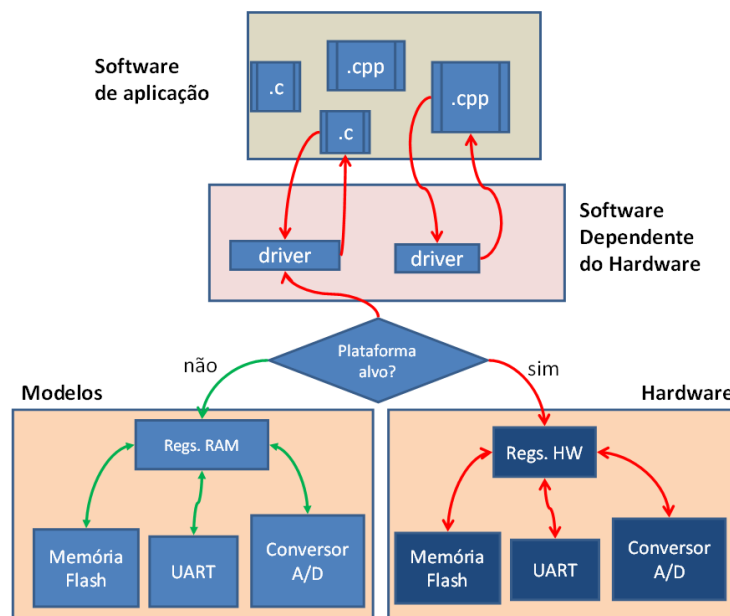 Software
de aplicação
.c
.cpp
.cpp
.c
Software
Dependente
do Hardware
driver
driver
Plataforma
alvo?
não
sim
Modelos
Hardware
Regs. RAM
Regs. HW
Memória
Flash
UART
Conversor
A/D
Memória
Flash
UART
Conversor
A/D